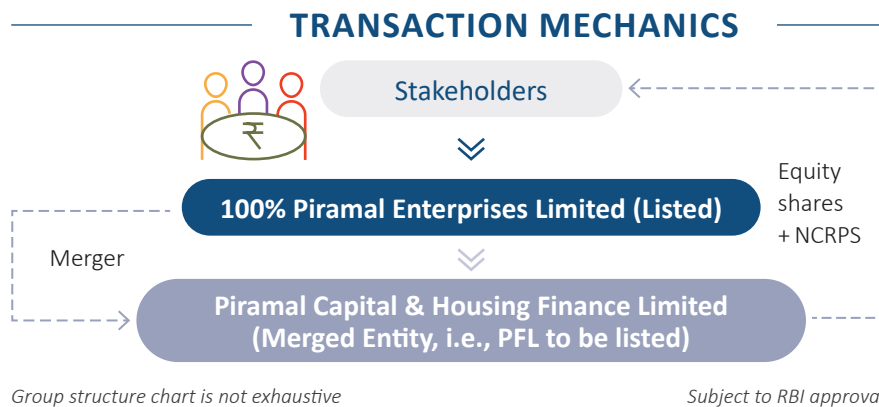 TRANSACTION MECHANICS
Stakeholders
₹
100% Piramal Enterprises Limited (Listed)
Equity
shares
+ NCRPS
Merger
Piramal Capital & Housing Finance Limited
(Merged Entity, i.e., PFL to be listed)
Group structure chart is not exhaustive
Subject to RBI approva